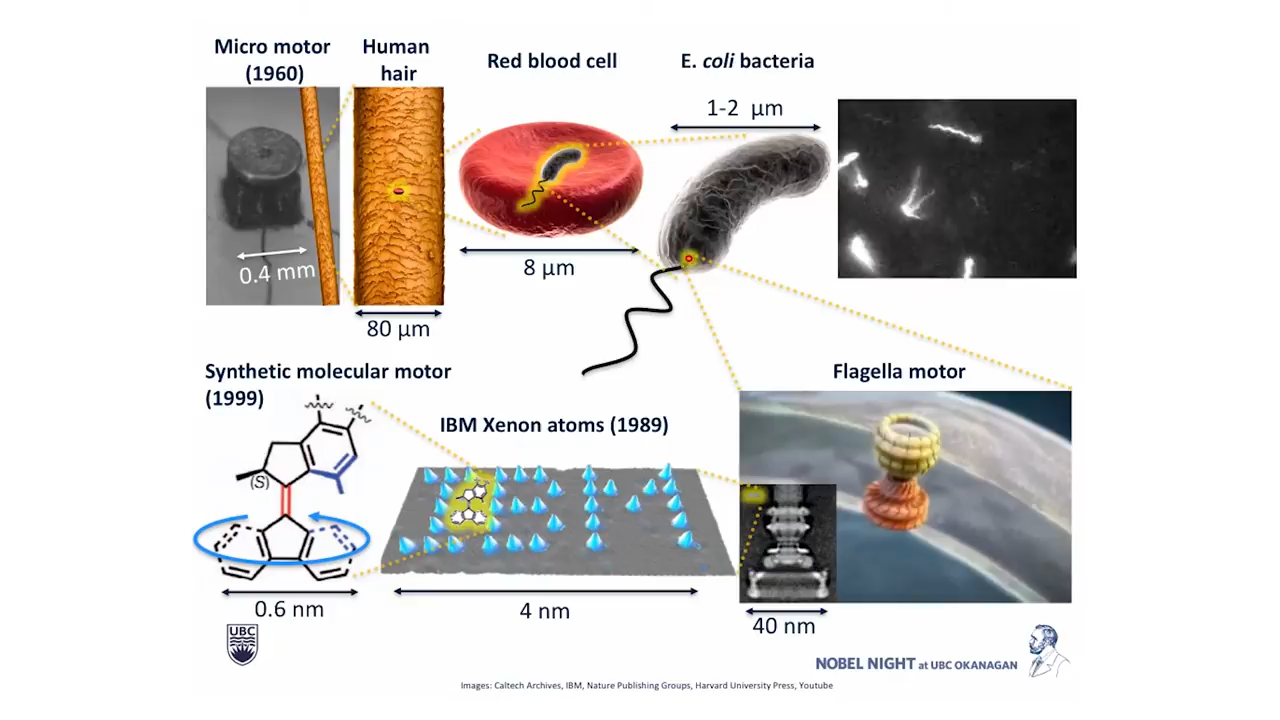 Micro motor
(1960)
Human
hair
Red blood cell
E. coli bacteria
1-2 μm
0.4 mm
80 μm
8 μm
Synthetic molecular motor
(1999)
IBM Xenon atoms (1989)
Flagella motor
(S)
0.6 nm
4 nm
40 nm
UBC
NOBEL NIGHT at UBC OKANAGAN
Images: Caltech Archives, IBM, Nature Publishing Groups, Harvard University Press, Youtube